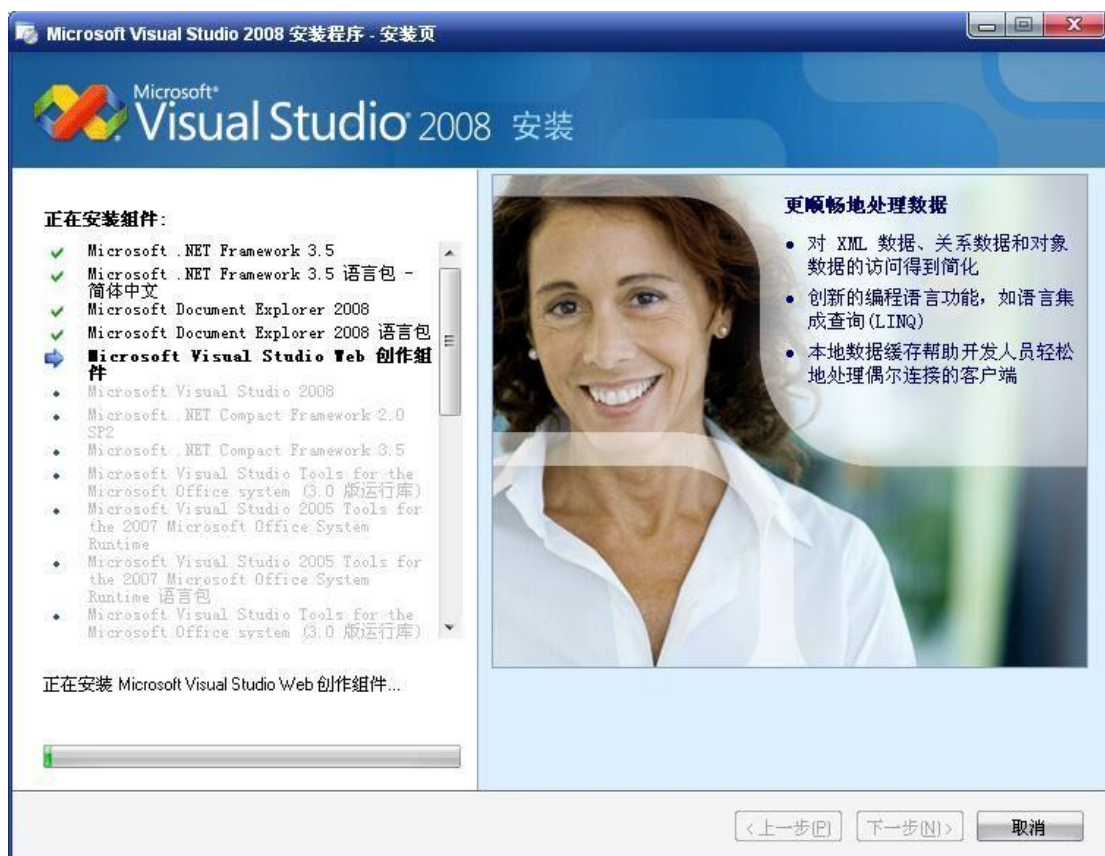 Microsoft Visual Studio 2008 安装程序 - 安装页
Microsoft®
Visual Studio® 2008 安装
正在安装组件:
Microsoft .NET Framework 3.5
Microsoft .NET Framework 3.5 语言包 -
简体中文
Microsoft Document Explorer 2008
Microsoft Document Explorer 2008 语言包
Microsoft Visual Studio Web 创作组
件
Microsoft Visual Studio 2008
Microsoft .NET Compact Framework 2.0
SP2
Microsoft .NET Compact Framework 3.5
Microsoft Visual Studio Tools for the
Microsoft Office system (3.0 版运行库)
Microsoft Visual Studio 2005 Tools for
the 2007 Microsoft Office System
Runtime
Microsoft Visual Studio 2005 Tools for
the 2007 Microsoft Office System
Runtime 语言包
Microsoft Visual Studio Tools for the
Microsoft Office system (3.0 版运行库)
正在安装 Microsoft Visual Studio Web 创作组件...
更顺畅地处理数据
• 对 XML 数据、关系数据和对象
数据的访问得到简化
• 创新的编程语言功能，如语言集
成查询(LINQ)
• 本地数据缓存帮助开发人员轻松
地处理偶尔连接的客户端
<上一步(P)
下一步(N)>
取消